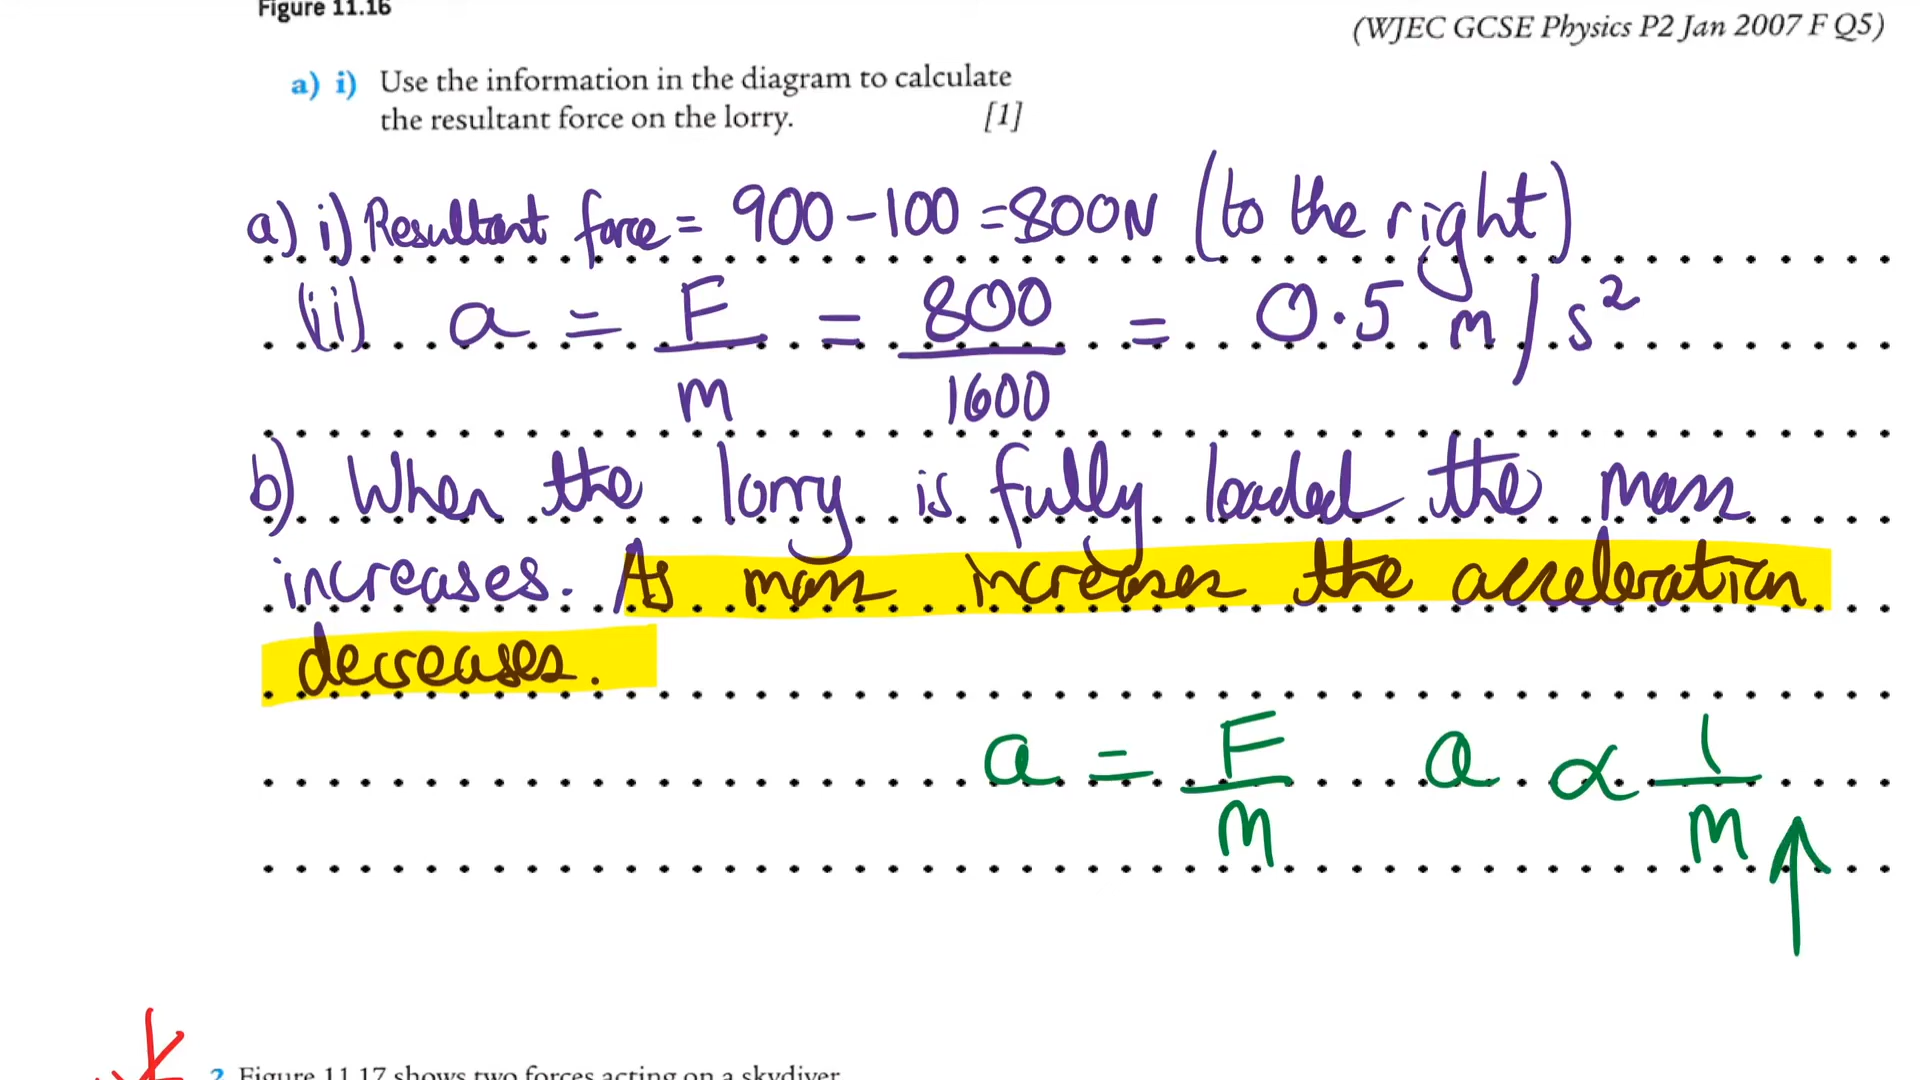 Figure 11.16
(WJEC GCSE Physics P2 Jan 2007 F Q5)
a) i) Use the information in the diagram to calculate
the resultant force on the lorry. [1]
a) i) Resultant force = 900 - 100 = 800N (to the right)
(ii) a = F/m = 800/1600 = 0.5 m/s²
b) When the lorry is fully loaded the mass
increases. As mass increases the acceleration
decreases.
a = F/m a ∝ 1/m ↑
2 Figure 11.17 shows two forces acting on a skydiver